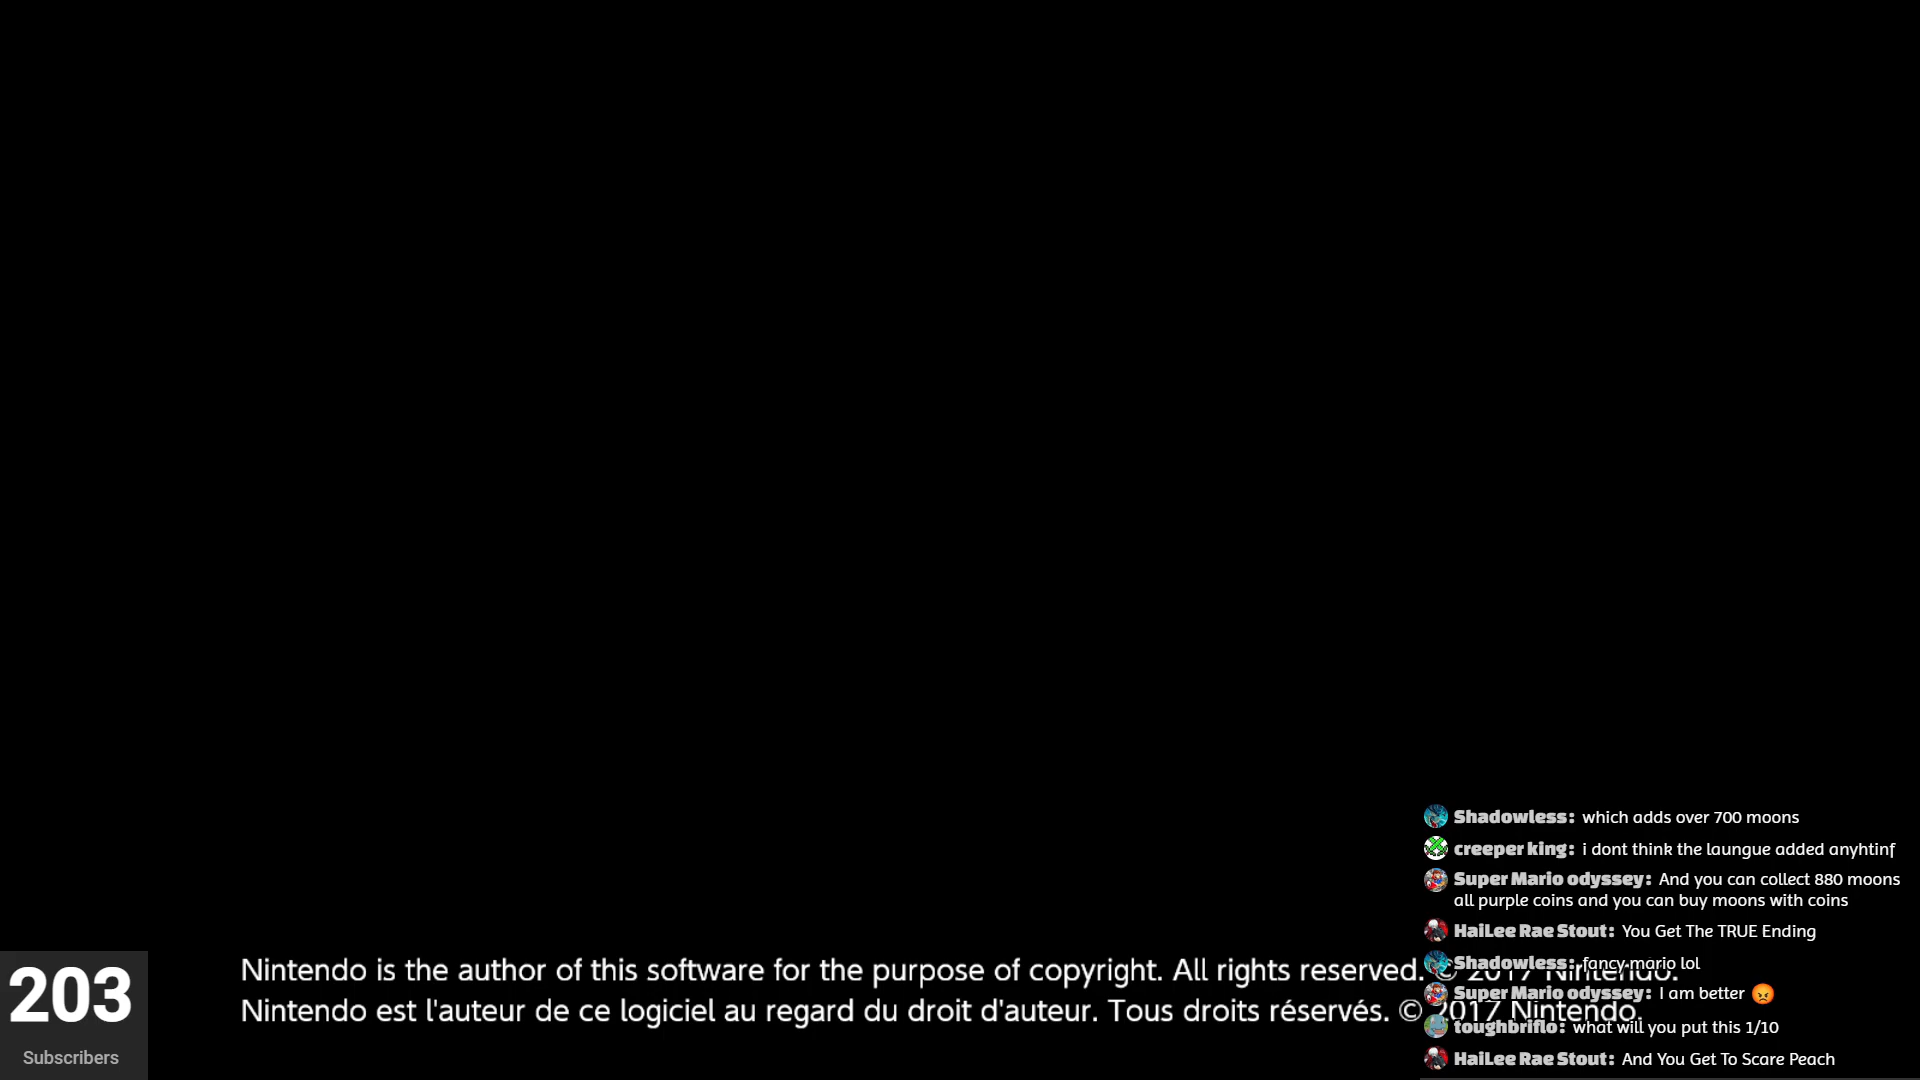 Shadowless: which adds over 700 moons
creeper king: i dont think the laungue added anyhtinf
Super Mario odyssey: And you can collect 880 moons
all purple coins and you can buy moons with coins
HaiLee Rae Stout: You Get The TRUE Ending
Shadowless: fancy mario lol
Super Mario odyssey: I am better 😡
toughbriflo: what will you put this 1/10
HaiLee Rae Stout: And You Get To Scare Peach
Nintendo is the author of this software for the purpose of copyright. All rights reserved. © 2017 Nintendo.
Nintendo est l'auteur de ce logiciel au regard du droit d'auteur. Tous droits réservés. © 2017 Nintendo.
203
Subscribers